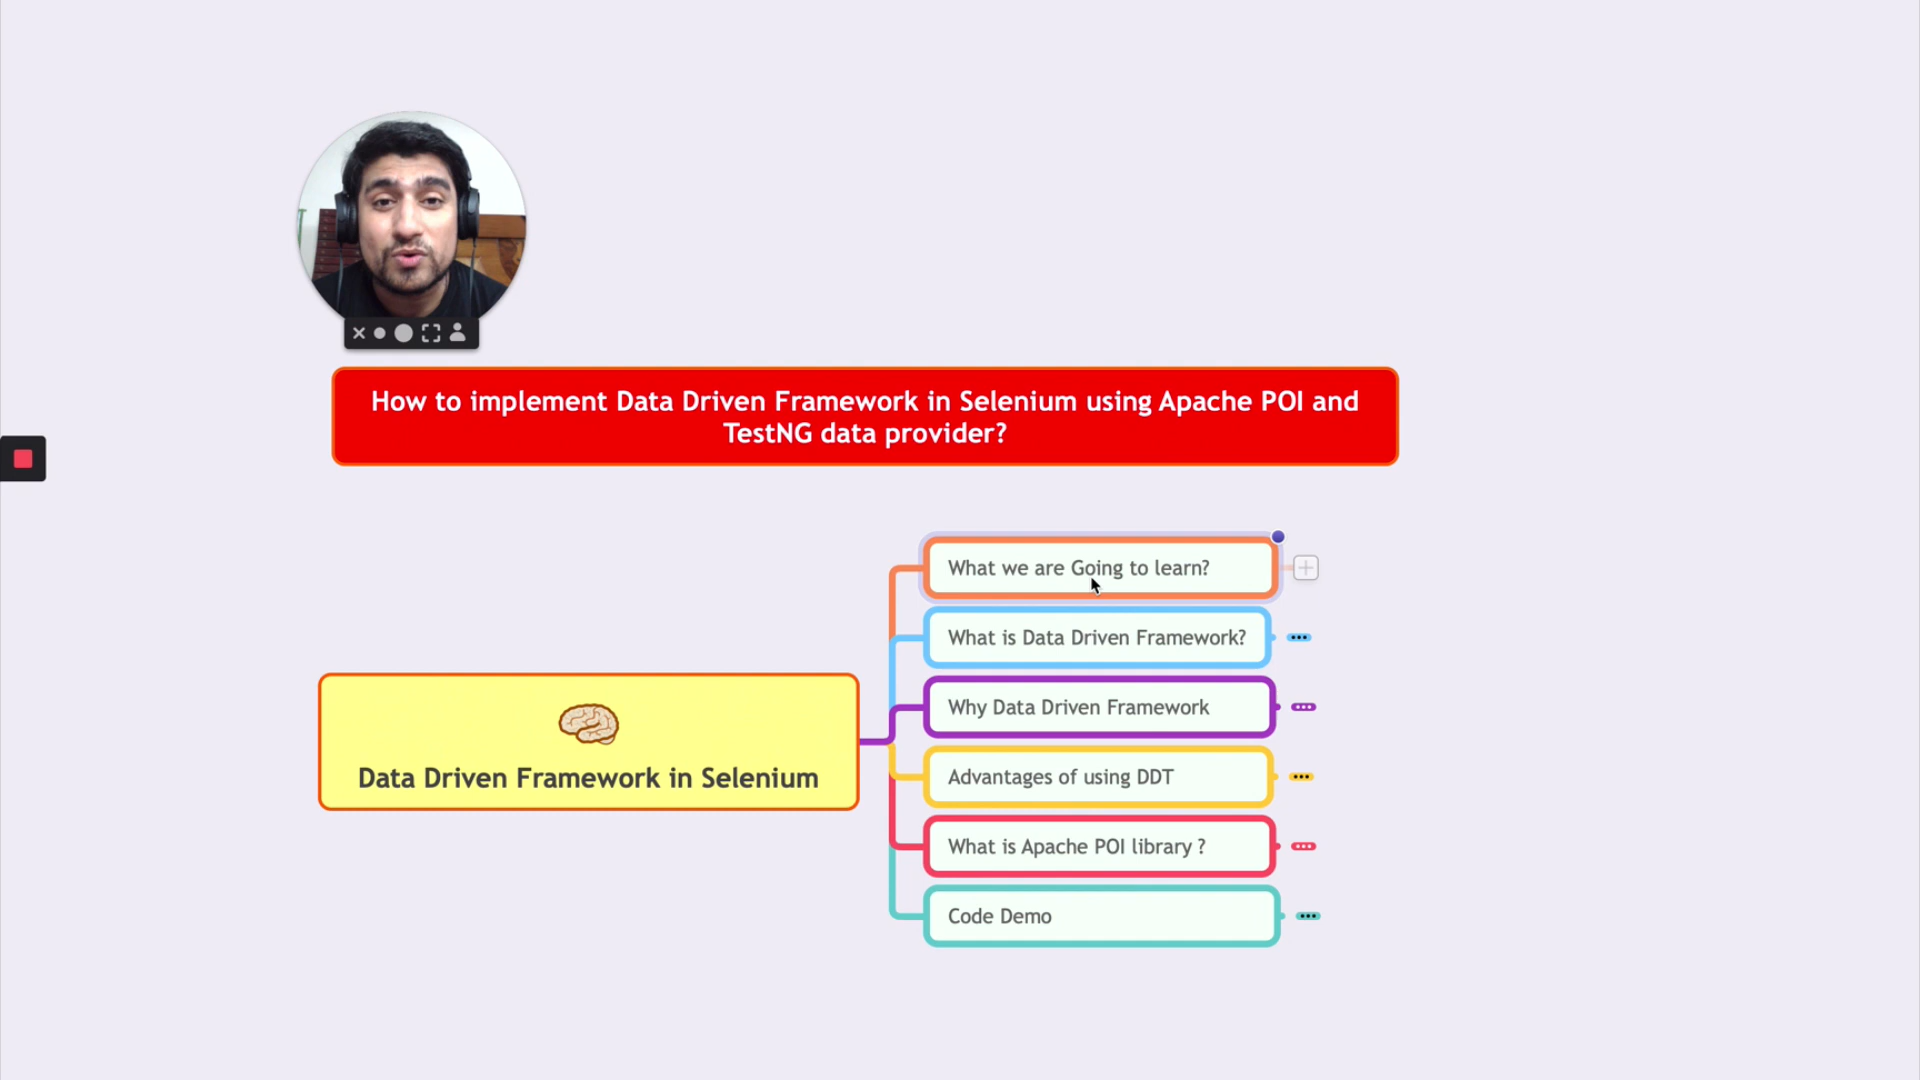 How to implement Data Driven Framework in Selenium using Apache POI and
TestNG data provider?
What we are Going to learn?
What is Data Driven Framework?
Why Data Driven Framework
Data Driven Framework in Selenium
Advantages of using DDT
What is Apache POI library ?
Code Demo